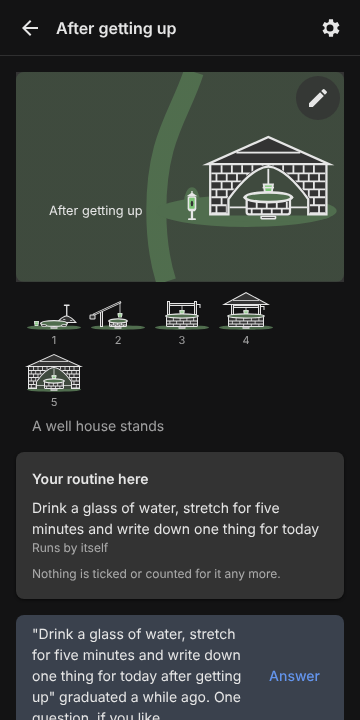 After getting up
After getting up
1
2
3
4
5
A well house stands
Your routine here
Drink a glass of water, stretch for five
minutes and write down one thing for today
Runs by itself
Nothing is ticked or counted for it any more.
"Drink a glass of water, stretch
for five minutes and write down
one thing for today after getting
up" graduated a while ago. One
question, if you like.
Answer